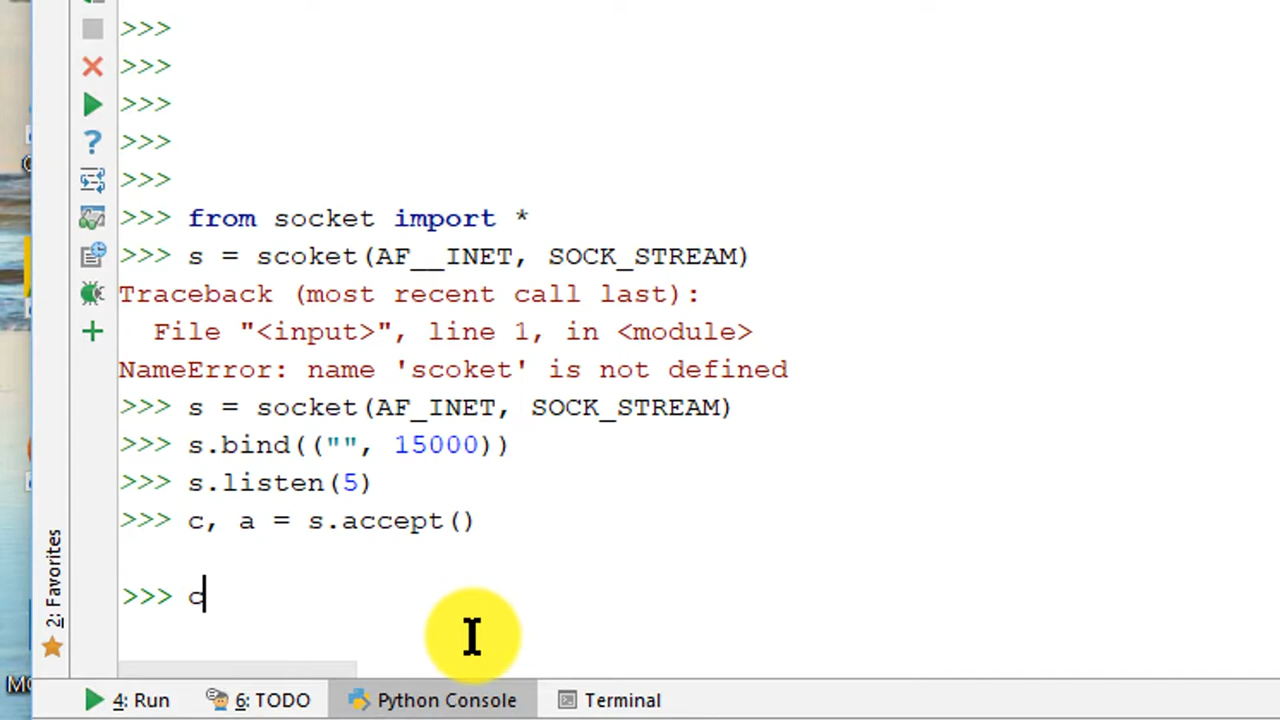 >>>
>>>
>>>
>>>
>>>
>>> from socket import *
>>> s = scoket(AF__INET, SOCK_STREAM)
Traceback (most recent call last):
  File "<input>", line 1, in <module>
NameError: name 'scoket' is not defined
>>> s = socket(AF_INET, SOCK_STREAM)
>>> s.bind(("", 15000))
>>> s.listen(5)
>>> c, a = s.accept()
>>> c
2: Favorites
4: Run 6: TODO Python Console Terminal